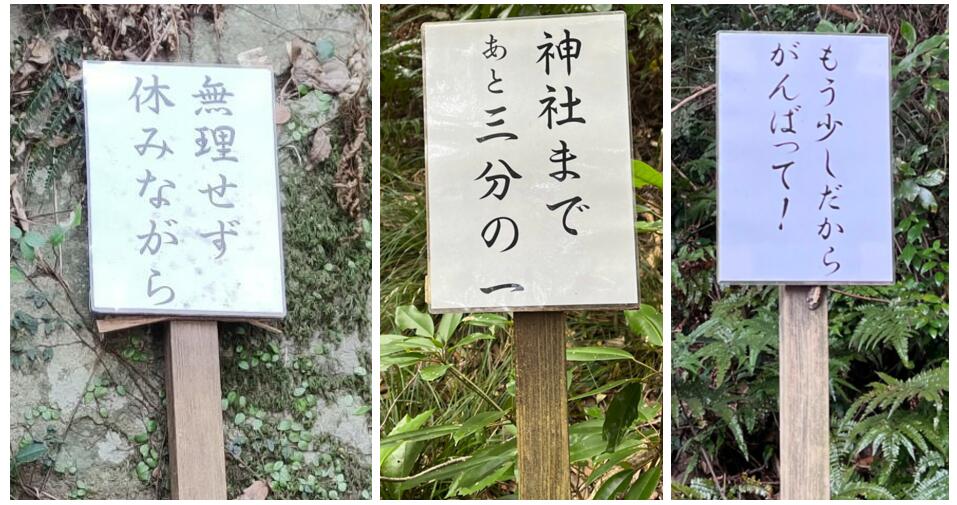 無理せず
休みながら
神社まで
あと三分の一
もう少しだから
がんばって!